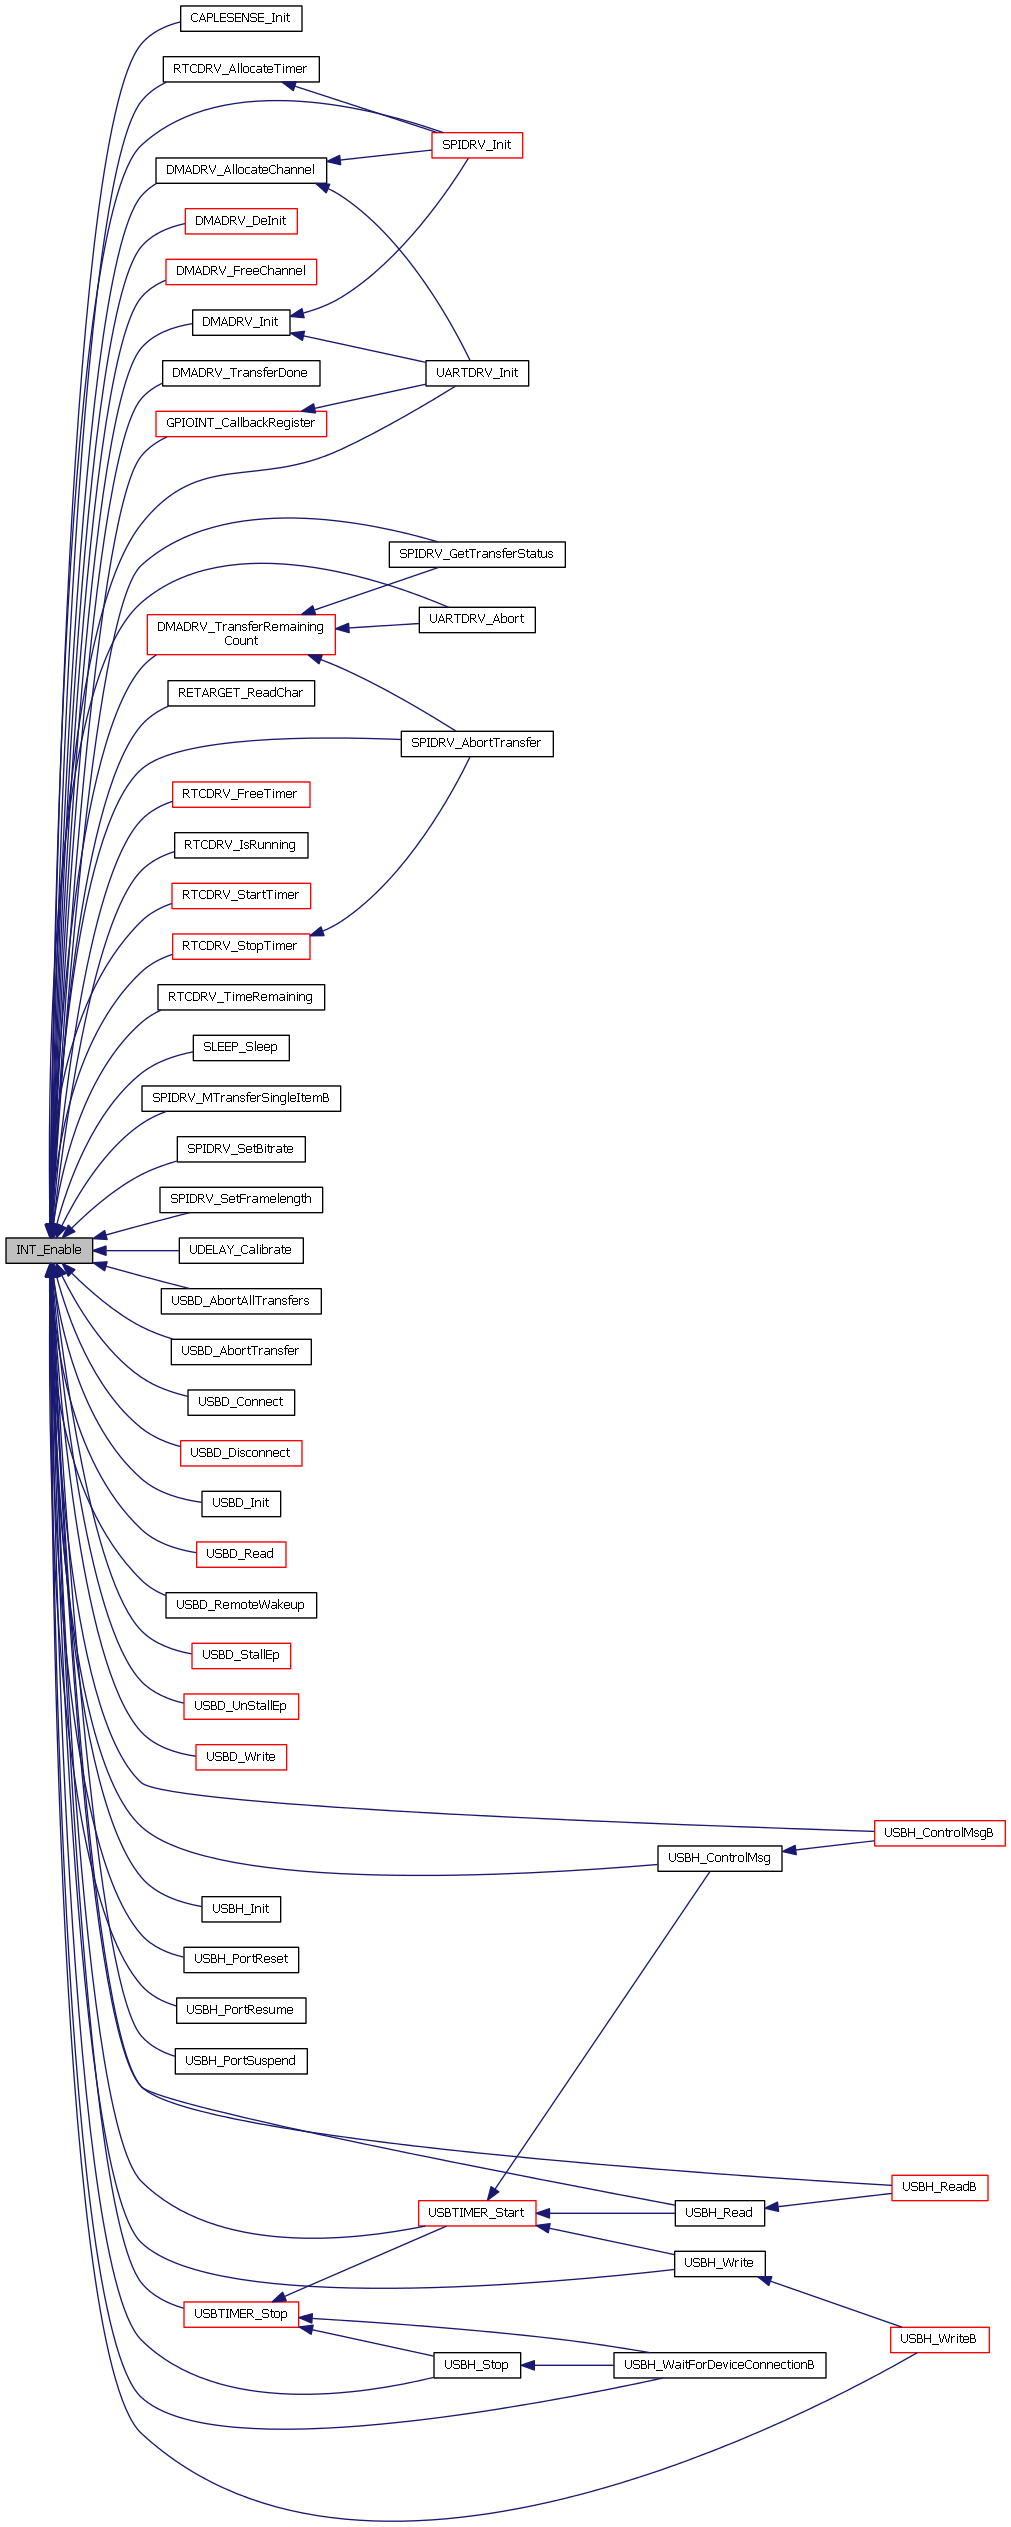 CAPLESENSE_Init
RTCDRV_AllocateTimer
SPIDRV_Init
DMADRV_AllocateChannel
DMADRV_DeInit
DMADRV_FreeChannel
DMADRV_Init
DMADRV_TransferDone
UARTDRV_Init
GPIOINT_CallbackRegister
SPIDRV_GetTransferStatus
UARTDRV_Abort
DMADRV_TransferRemaining
Count
RETARGET_ReadChar
SPIDRV_AbortTransfer
RTCDRV_FreeTimer
RTCDRV_IsRunning
RTCDRV_StartTimer
RTCDRV_StopTimer
RTCDRV_TimeRemaining
SLEEP_Sleep
SPIDRV_MTransferSingleItemB
SPIDRV_SetBitrate
SPIDRV_SetFramelength
INT_Enable
UDELAY_Calibrate
USBD_AbortAllTransfers
USBD_AbortTransfer
USBD_Connect
USBD_Disconnect
USBD_Init
USBD_Read
USBD_RemoteWakeup
USBD_StallEp
USBD_UnStallEp
USBD_Write
USBH_ControlMsgB
USBH_ControlMsg
USBH_Init
USBH_PortReset
USBH_PortResume
USBH_PortSuspend
USBH_ReadB
USBTIMER_Start
USBH_Read
USBH_Write
USBTIMER_Stop
USBH_WriteB
USBH_Stop
USBH_WaitForDeviceConnectionB